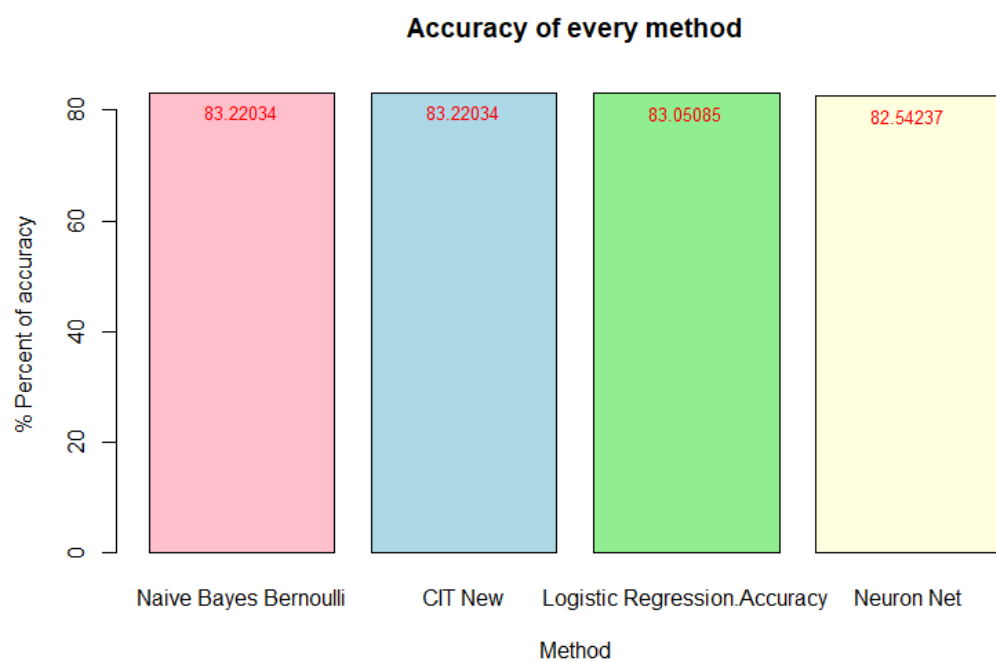 Accuracy of every method
% Percent of accuracy
80
60
40
20
0
83.22034
83.22034
83.05085
82.54237
Naive Bayes Bernoulli
CIT New
Logistic Regression.Accuracy
Neuron Net
Method